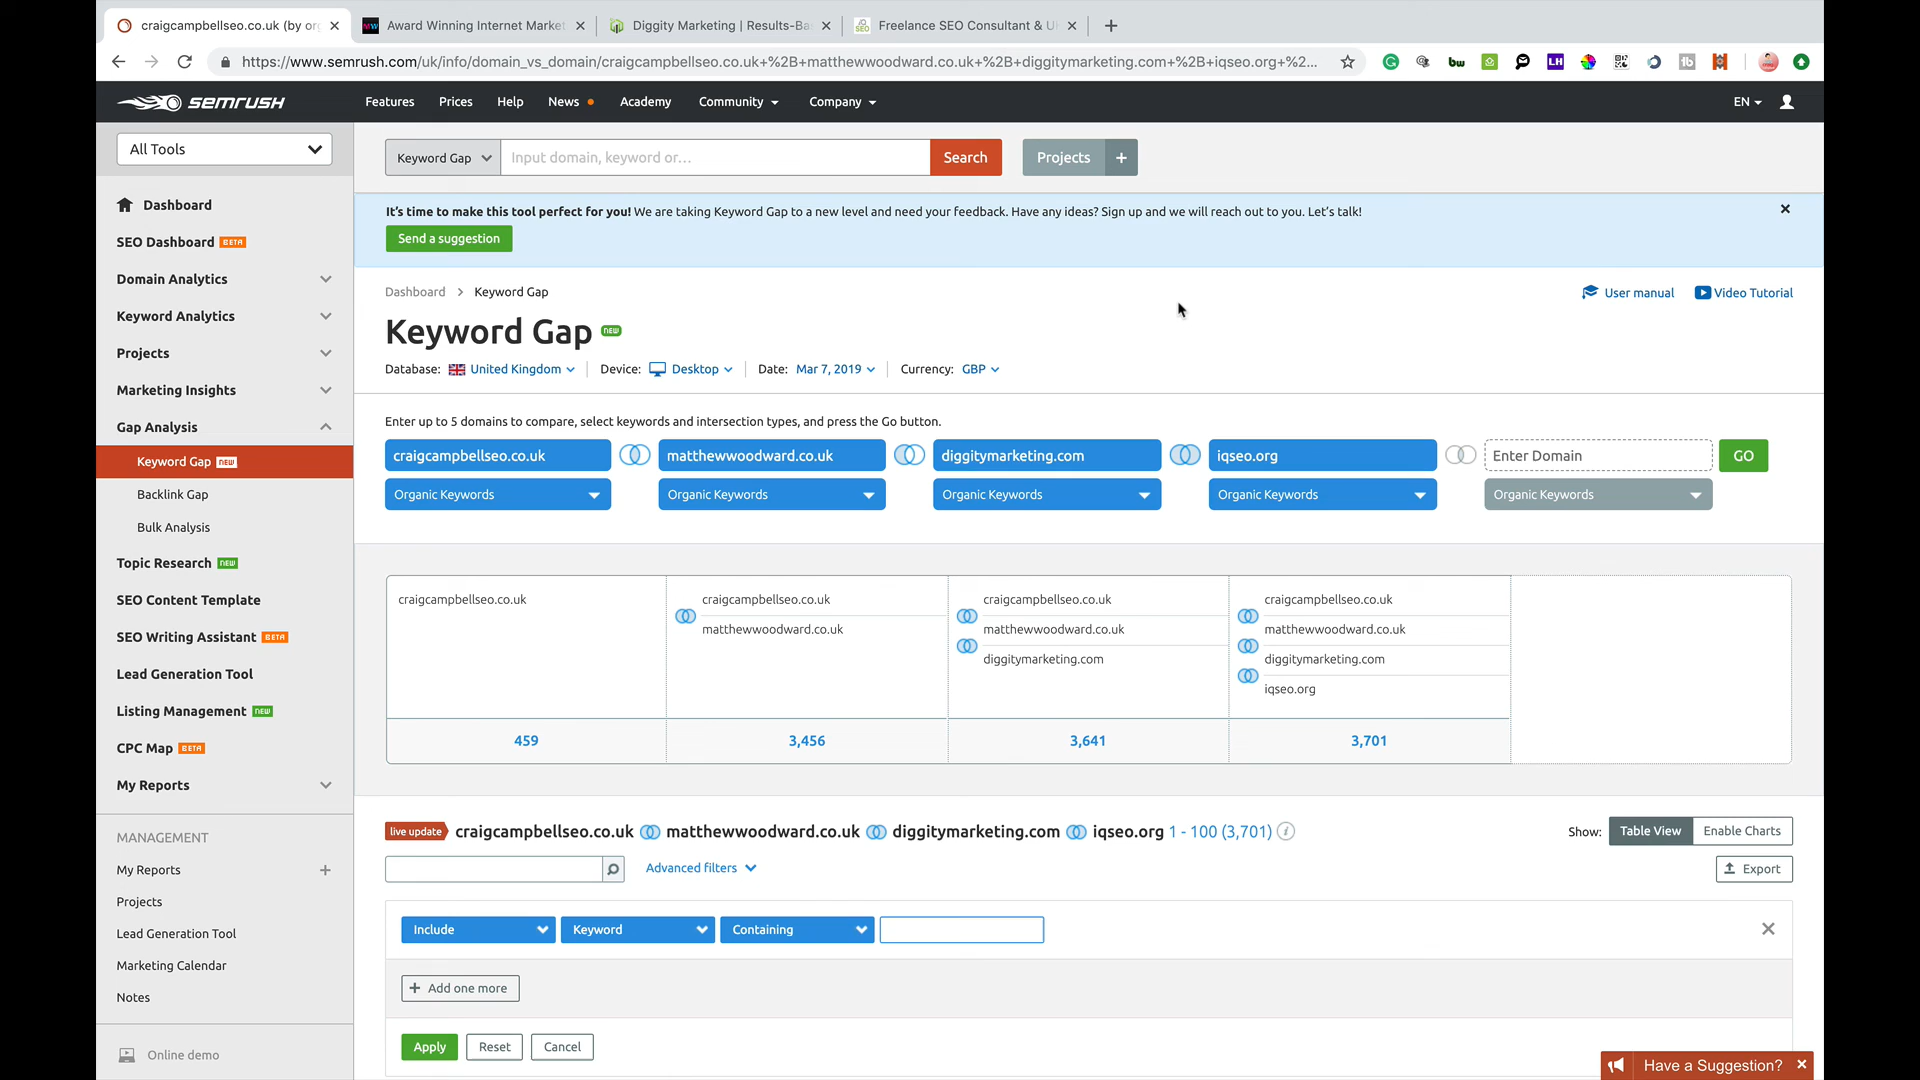 craigcampbellseo.co.uk (by org
Award Winning Internet Market
Diggity Marketing | Results-Ba
Freelance SEO Consultant & U
https://www.semrush.com/uk/info/domain_vs_domain/craigcampbellseo.co.uk+%2B+matthewwoodward.co.uk+%2B+diggitymarketing.com+%2B+iqseo.org+%2...
SEMRUSH
Features
Prices
Help
News
Academy
Community
Company
EN
All Tools
Keyword Gap
Input domain, keyword or...
Search
Projects
+
It's time to make this tool perfect for you! We are taking Keyword Gap to a new level and need your feedback. Have any ideas? Sign up and we will reach out to you. Let's talk!
Send a suggestion
Dashboard
SEO Dashboard BETA
Domain Analytics
Keyword Analytics
Projects
Marketing Insights
Gap Analysis
Keyword Gap NEW
Backlink Gap
Bulk Analysis
Topic Research NEW
SEO Content Template
SEO Writing Assistant BETA
Lead Generation Tool
Listing Management NEW
CPC Map BETA
My Reports
MANAGEMENT
My Reports
Projects
Lead Generation Tool
Marketing Calendar
Notes
Online demo
Dashboard > Keyword Gap
User manual
Video Tutorial
Keyword Gap NEW
Database: United Kingdom
Device: Desktop
Date: Mar 7, 2019
Currency: GBP
Enter up to 5 domains to compare, select keywords and intersection types, and press the Go button.
craigcampbellseo.co.uk
matthewwoodward.co.uk
diggitymarketing.com
iqseo.org
Enter Domain
GO
Organic Keywords
Organic Keywords
Organic Keywords
Organic Keywords
Organic Keywords
craigcampbellseo.co.uk
459
craigcampbellseo.co.uk
matthewwoodward.co.uk
3,456
craigcampbellseo.co.uk
matthewwoodward.co.uk
diggitymarketing.com
3,641
craigcampbellseo.co.uk
matthewwoodward.co.uk
diggitymarketing.com
iqseo.org
3,701
live update craigcampbellseo.co.uk matthewwoodward.co.uk diggitymarketing.com iqseo.org 1 - 100 (3,701)
Show: Table View Enable Charts
Advanced filters
Export
Include
Keyword
Containing
+ Add one more
Apply
Reset
Cancel
Have a Suggestion?